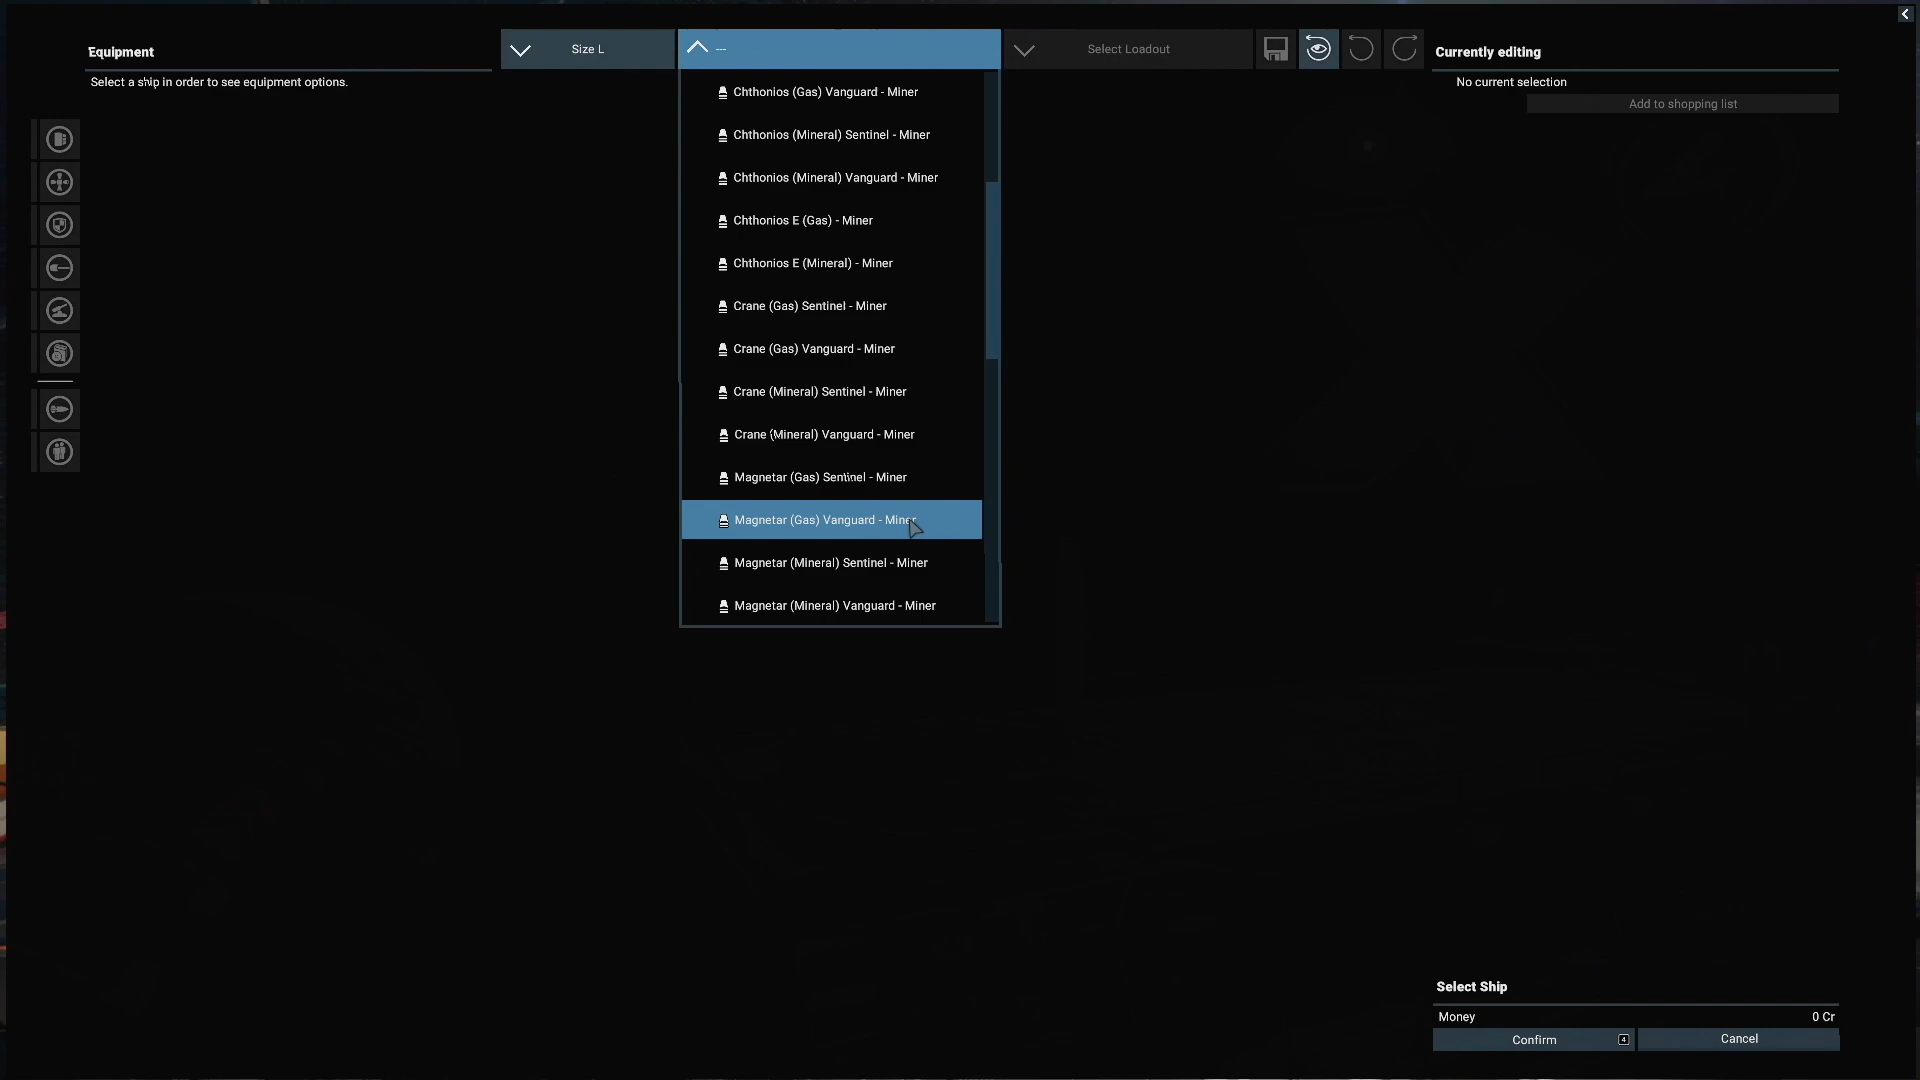 Equipment
Select a ship in order to see equipment options.
Size L
---
Select Loadout
Currently editing
No current selection
Add to shopping list
Chthonios (Gas) Vanguard - Miner
Chthonios (Mineral) Sentinel - Miner
Chthonios (Mineral) Vanguard - Miner
Chthonios E (Gas) - Miner
Chthonios E (Mineral) - Miner
Crane (Gas) Sentinel - Miner
Crane (Gas) Vanguard - Miner
Crane (Mineral) Sentinel - Miner
Crane (Mineral) Vanguard - Miner
Magnetar (Gas) Sentinel - Miner
Magnetar (Gas) Vanguard - Miner
Magnetar (Mineral) Sentinel - Miner
Magnetar (Mineral) Vanguard - Miner
Select Ship
Money 0 Cr
Confirm 4 Cancel